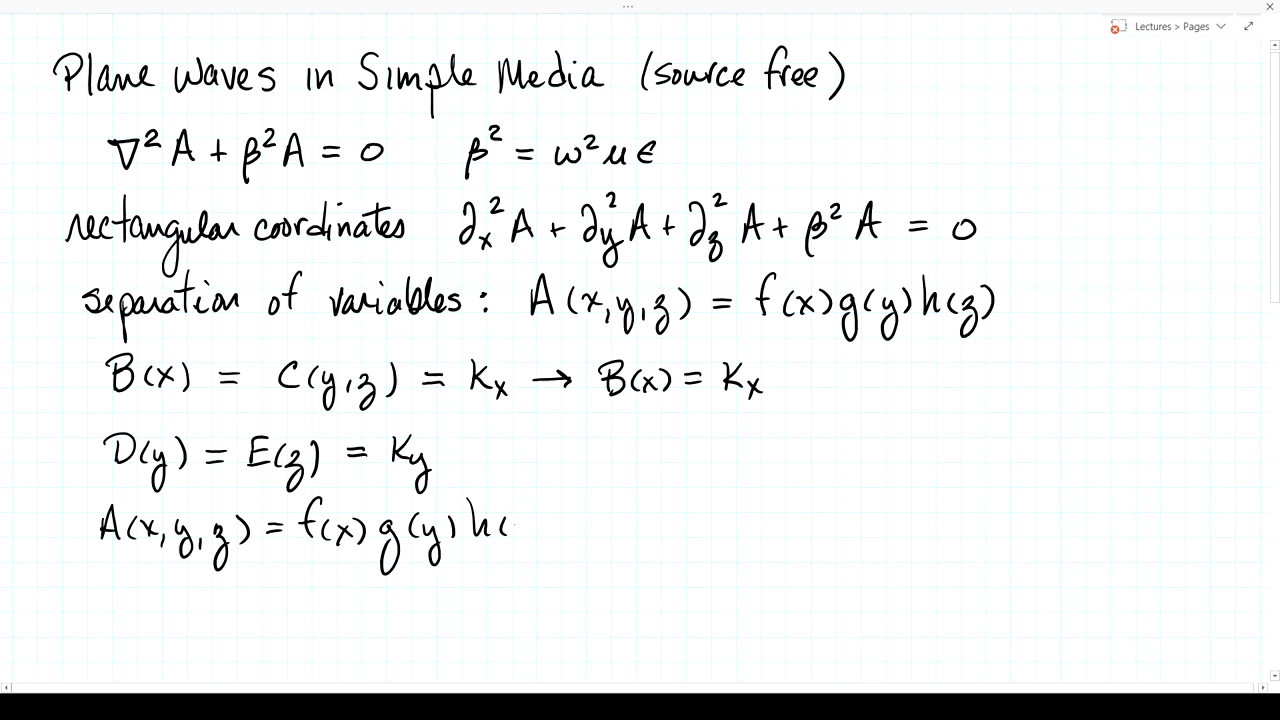 Lectures > Pages
Plane Waves in Simple Media (source free)
∇²A + β²A = 0 β² = ω²με
rectangular coordinates ∂ₓ²A + ∂ᵧ²A + ∂_z²A + β²A = 0
separation of variables: A(x,y,z) = f(x)g(y)h(z)
B(x) = C(y,z) = Kₓ → B(x) = Kₓ
D(y) = E(z) = K_y
A(x,y,z) = f(x) g(y) h(